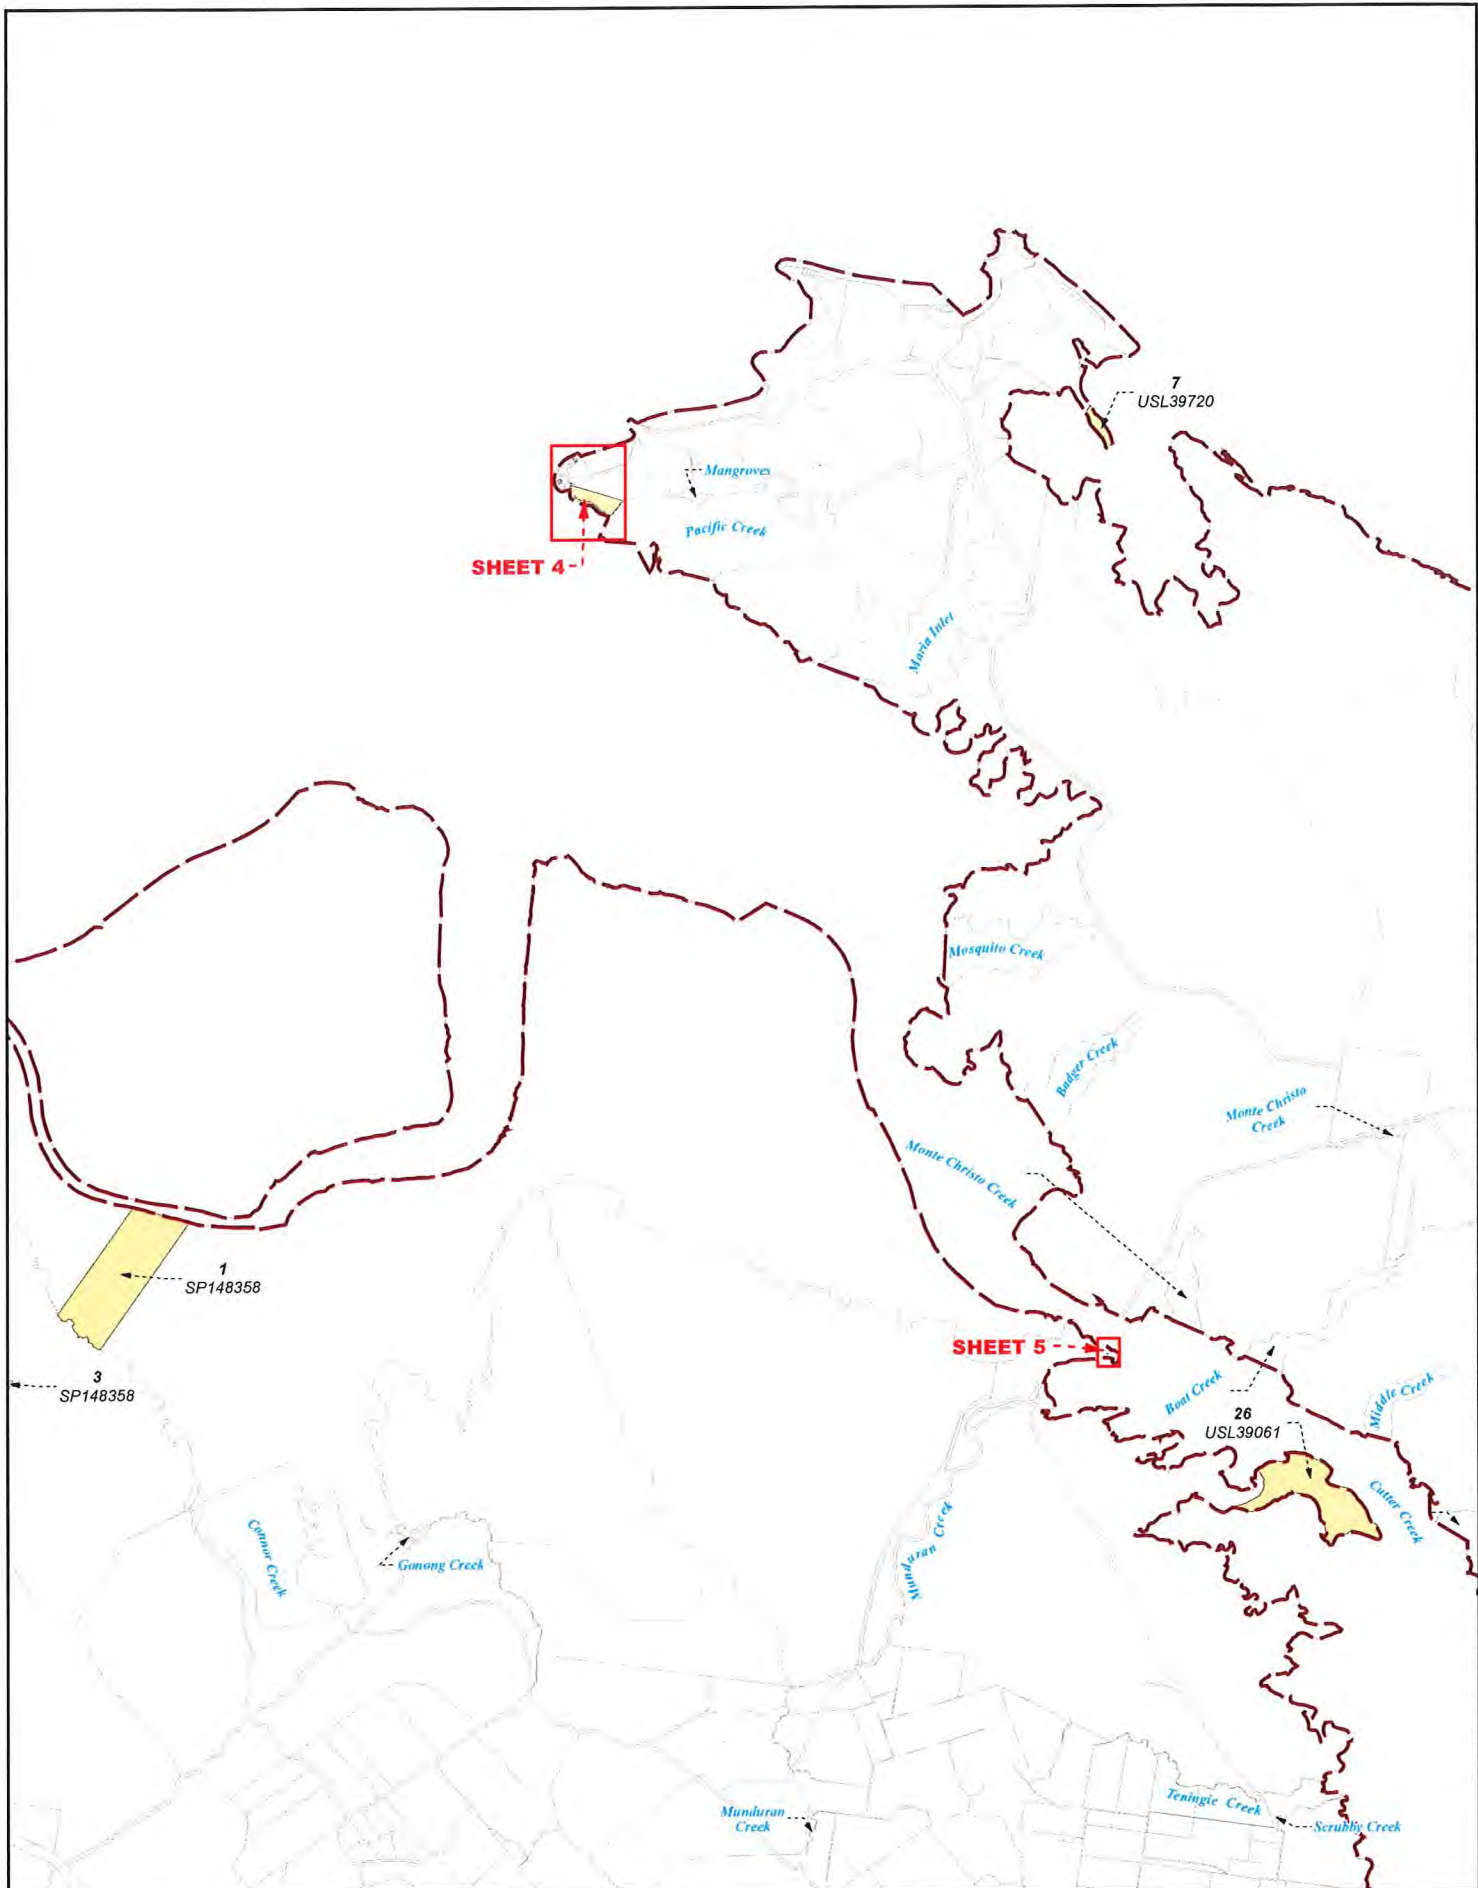 7
USL39720
Mangroves
Pacific Creek
SHEET 4
Maria Inlet
Mosquito Creek
Badger Creek
Monte Christo
Creek
Monte Christo Creek
1
SP148358
SHEET 5
3
SP148358
Boat Creek
Middle Creek
26
USL39061
Cutter Creek
Connor Creek
Gonong Creek
Munduran Creek
Teningie Creek
Munduran
Creek
Scrubby Creek